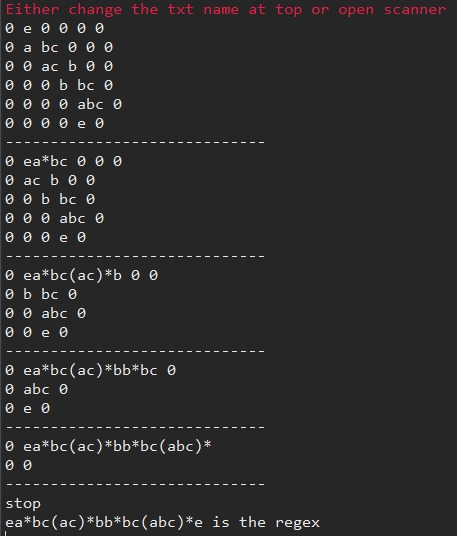 Either change the txt name at top or open scanner
0 e 0 0 0 0
0 a bc 0 0 0
0 0 ac b 0 0
0 0 0 b bc 0
0 0 0 0 abc 0
0 0 0 0 e 0
----------------------------
0 ea*bc 0 0 0
0 ac b 0 0
0 0 b bc 0
0 0 0 abc 0
0 0 0 e 0
----------------------------
0 ea*bc(ac)*b 0 0
0 b bc 0
0 0 abc 0
0 0 e 0
----------------------------
0 ea*bc(ac)*bb*bc 0
0 abc 0
0 e 0
----------------------------
0 ea*bc(ac)*bb*bc(abc)*
0 0
----------------------------
stop
ea*bc(ac)*bb*bc(abc)*e is the regex